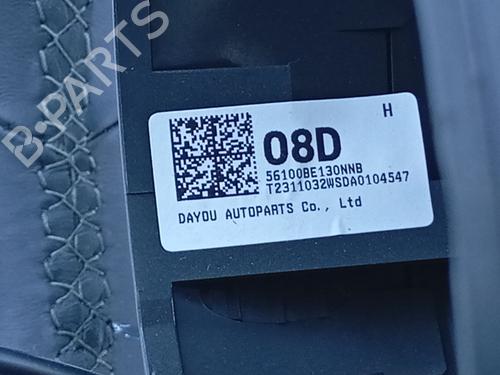 B-PARTS
H
08D
56100BE130NNB
T2311032WSDA0104547
DAYOU AUTOPARTS Co., Ltd